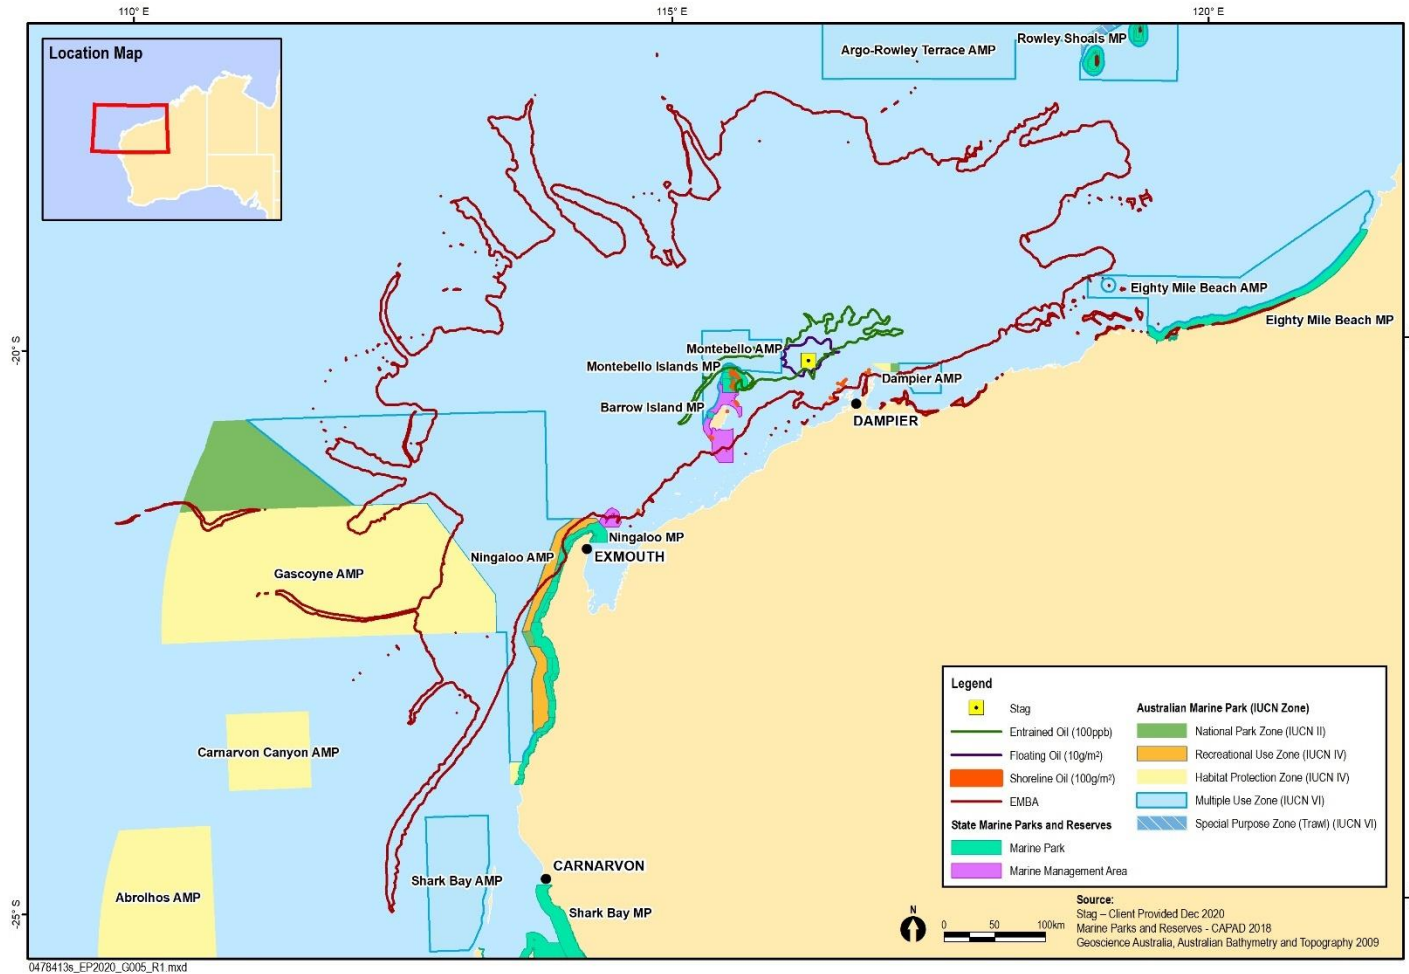 110° E
115° E
120° E
Location Map
Argo-Rowley Terrace AMP
Rowley Shoals MP
Eighty Mile Beach AMP
Eighty Mile Beach MP
-20° S
Montebello AMP
Montebello Islands MP
Dampier AMP
Barrow Island MP
DAMPIER
Ningaloo MP
Ningaloo AMP
EXMOUTH
Gascoyne AMP
Carnarvon Canyon AMP
CARNARVON
Shark Bay AMP
Abrolhos AMP
Shark Bay MP
-25° S
Legend
Stag
Entrained Oil (100ppb)
Floating Oil (10g/m²)
Shoreline Oil (100g/m²)
EMBA
State Marine Parks and Reserves
Marine Park
Marine Management Area
Australian Marine Park (IUCN Zone)
National Park Zone (IUCN II)
Recreational Use Zone (IUCN IV)
Habitat Protection Zone (IUCN IV)
Multiple Use Zone (IUCN VI)
Special Purpose Zone (Trawl) (IUCN VI)
N
0 50 100km
Source:
Stag – Client Provided Dec 2020
Marine Parks and Reserves - CAPAD 2018
Geoscience Australia, Australian Bathymetry and Topography 2009
0478413s_EP2020_G005_R1.mxd